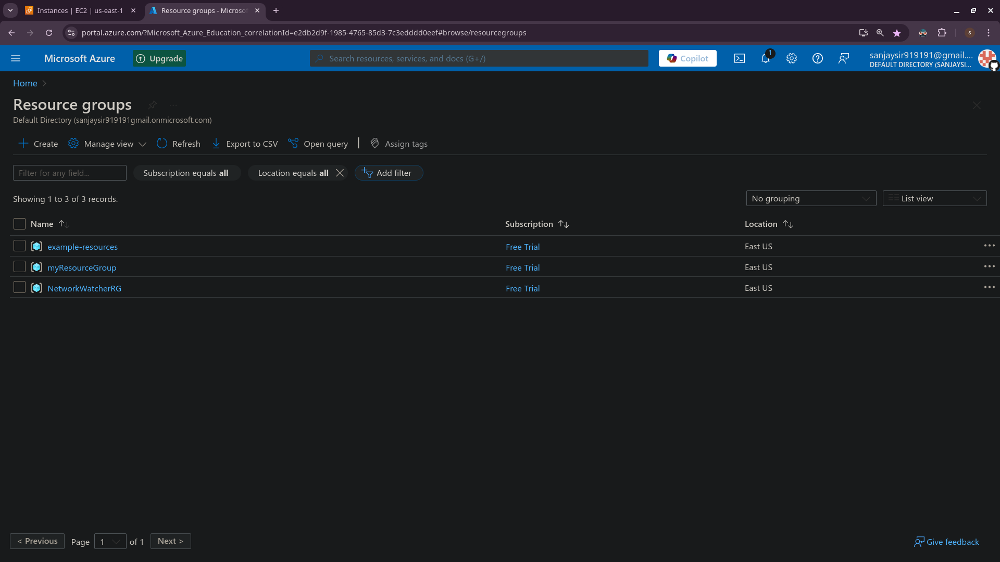 Instances | EC2 | us-east-1
Resource groups - Microsof
portal.azure.com/?Microsoft_Azure_Education_correlationId=e2db2d9f-1985-4765-85d3-7c3edddd0eef#browse/resourcegroups
S
Microsoft Azure
Upgrade
Search resources, services, and docs (G+/)
Copilot
1
sanjaysir919191@gmail....
DEFAULT DIRECTORY (SANJAYSI...
Home
Resource groups
Default Directory (sanjaysir919191gmail.onmicrosoft.com)
Create
Manage view
Refresh
Export to CSV
Open query
Assign tags
Filter for any field...
Subscription equals all
Location equals all
Add filter
Showing 1 to 3 of 3 records.
No grouping
List view
Name
Subscription
Location
example-resources
Free Trial
East US
myResourceGroup
Free Trial
East US
NetworkWatcherRG
Free Trial
East US
< Previous
Page
1
of 1
Next >
Give feedback